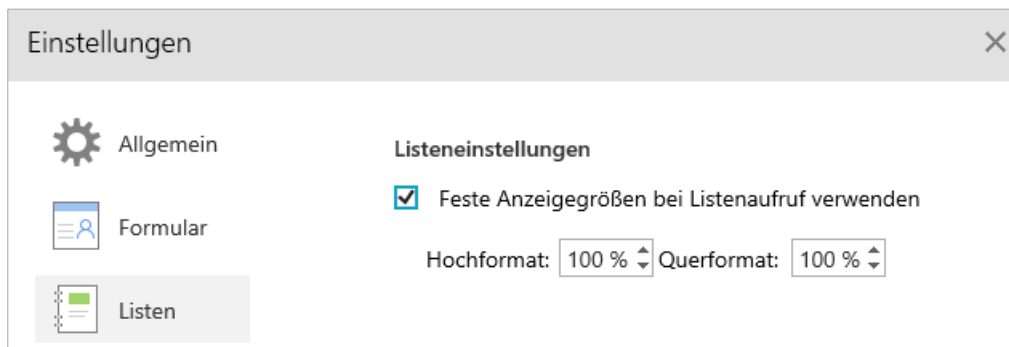 Einstellungen
Allgemein
Listeneinstellungen
Feste Anzeigegrößen bei Listenaufruf verwenden
Formular
Hochformat: 100 % Querformat: 100 %
Listen